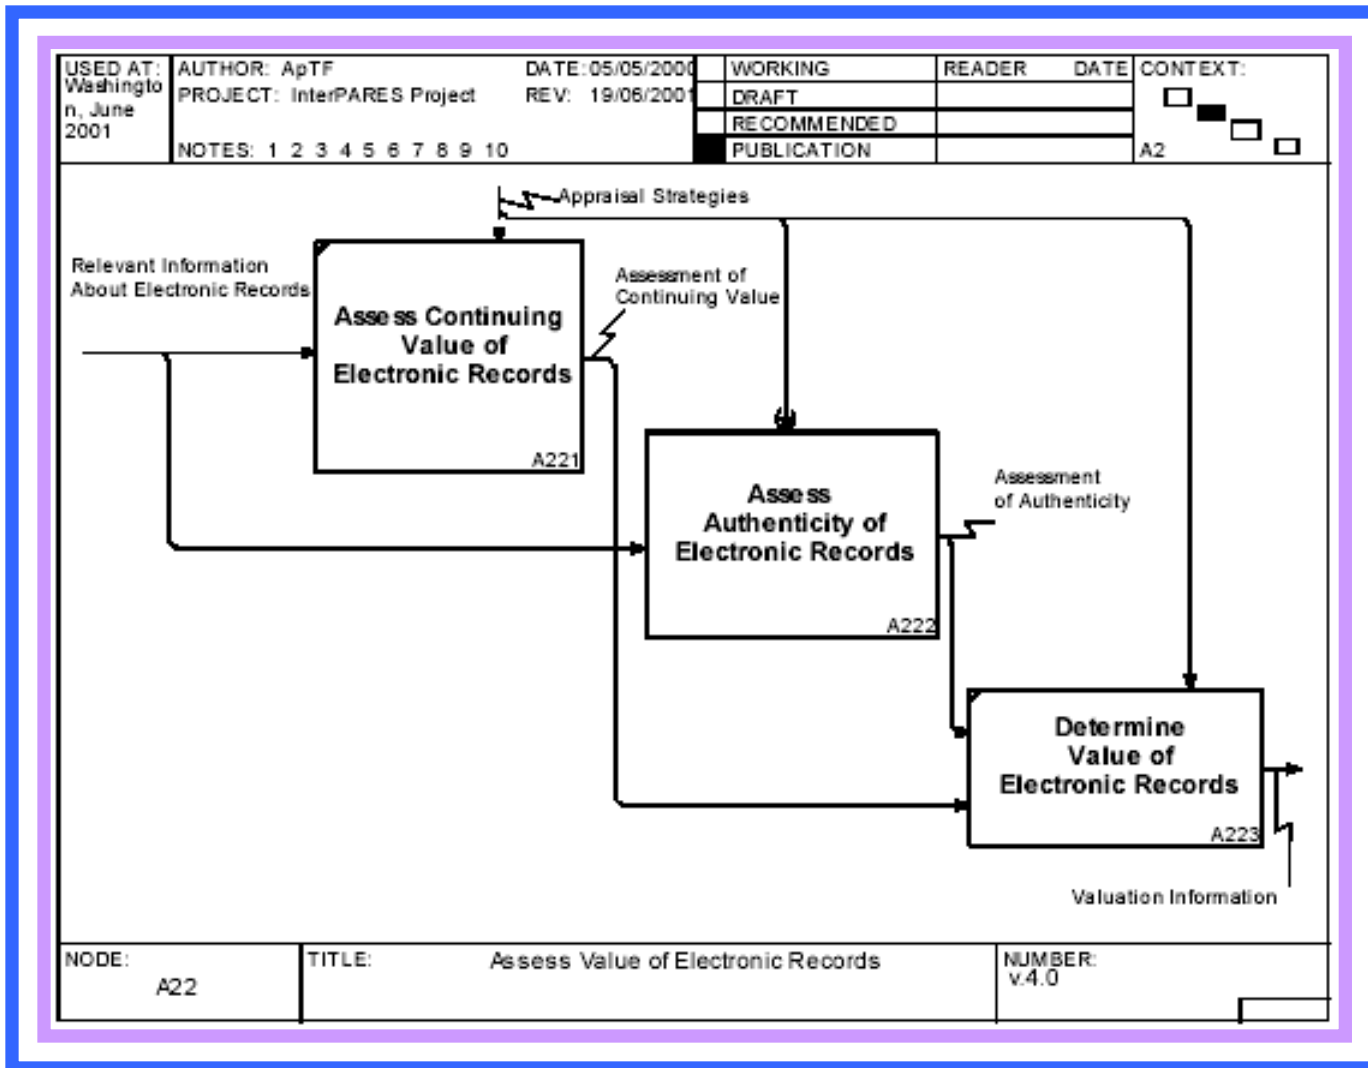 USED AT:
Washingto
n, June
2001
AUTHOR: ApTF
PROJECT: InterPARES Project
NOTES: 1 2 3 4 5 6 7 8 9 10
DATE: 05/05/2000
REV: 19/06/2001
WORKING
DRAFT
RECOMMENDED
PUBLICATION
READER DATE
CONTEXT:
A2
Appraisal Strategies
Relevant Information
About Electronic Records
Assess Continuing
Value of
Electronic Records
A221
Assessment of
Continuing Value
Assess
Authenticity of
Electronic Records
A222
Assessment
of Authenticity
Determine
Value of
Electronic Records
A223
Valuation Information
NODE:
A22
TITLE:
Assess Value of Electronic Records
NUMBER:
v.4.0